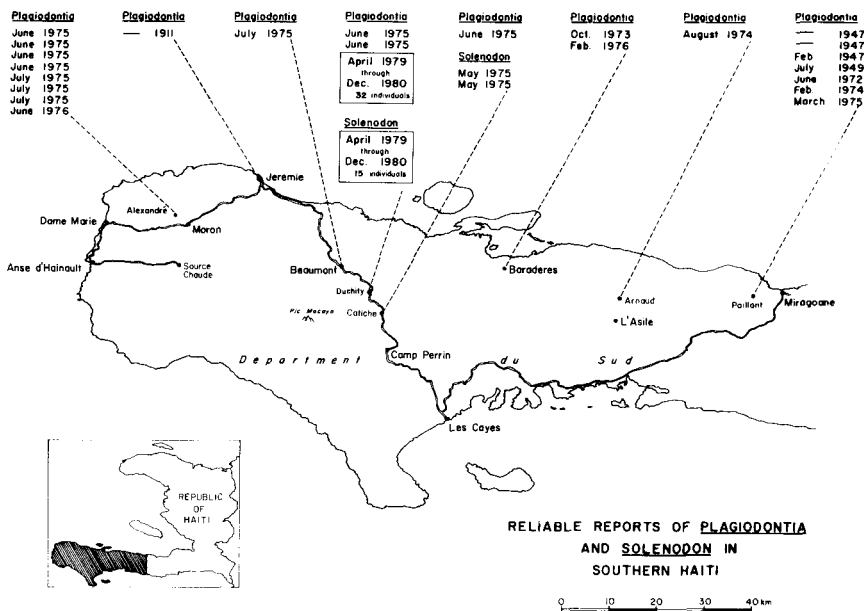 Plagiodontia
June 1975
June 1975
June 1975
June 1975
July 1975
July 1975
July 1975
June 1976
Plagiodontia
— 1911
Plagiodontia
July 1975
Plagiodontia
June 1975
June 1975
April 1979
through
Dec. 1980
32 individuals
Solenodon
April 1979
through
Dec. 1980
15 individuals
Plagiodontia
June 1975
Solenodon
May 1975
May 1975
Plagiodontia
Oct. 1973
Feb. 1976
Plagiodontia
August 1974
Plagiodontia
— 1947
— 1947
Feb 1947
July 1949
June 1972
Feb. 1974
March 1975
Jeremie
Alexandre
Dame Marie
Moron
Anse d'Hainault
Source
Chaude
Beaumont
Baraderes
Duchity
Pic Macaya
Catiche
Arnaud
Paillant
Miragoane
L'Asile
Camp Perrin
Department du Sud
Les Cayes
REPUBLIC
OF
HAITI
RELIABLE REPORTS OF PLAGIODONTIA
AND SOLENODON IN
SOUTHERN HAITI
0 10 20 30 40 km